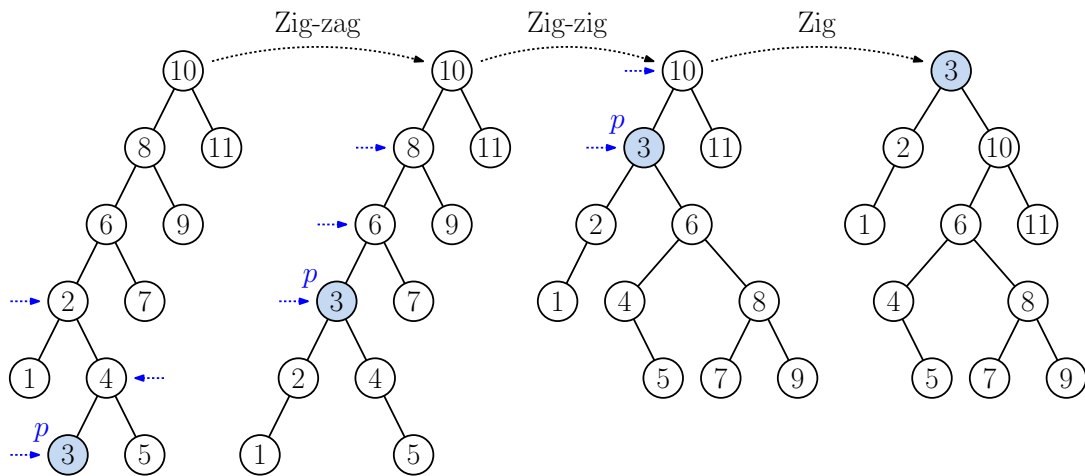 Zig-zag Zig-zig Zig
10 10 10 3
8 11 8 11 p 3 11 2 10
6 9 6 9 2 6 1 6 11
2 7 p 3 7 1 4 8 4 8
1 4 2 4 5 7 9 5 7 9
p 3 5 1 5